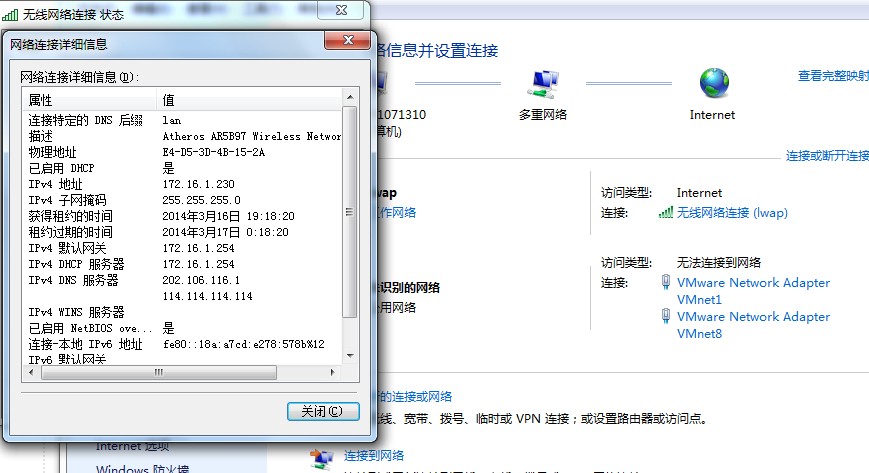 无线网络连接 状态
网络连接详细信息
网络连接详细信息(D):
属性 值
连接特定的 DNS 后缀 lan
描述 Atheros AR5B97 Wireless Networ
物理地址 E4-D5-3D-4B-15-2A
已启用 DHCP 是
IPv4 地址 172.16.1.230
IPv4 子网掩码 255.255.255.0
获得租约的时间 2014年3月16日 19:18:20
租约过期的时间 2014年3月17日 0:18:20
IPv4 默认网关 172.16.1.254
IPv4 DHCP 服务器 172.16.1.254
IPv4 DNS 服务器 202.106.116.1
114.114.114.114
IPv4 WINS 服务器
已启用 NetBIOS ove... 是
连接-本地 IPv6 地址 fe80::18a:a7cd:e278:578b%12
IPv6 默认网关
关闭(C)
络信息并设置连接
查看完整映射
1071310
算机)
多重网络
Internet
连接或断开连接
wap
工作网络
访问类型: Internet
连接: 无线网络连接 (lwap)
识别的网络
用网络
访问类型: 无法连接到网络
连接: VMware Network Adapter
VMnet1
VMware Network Adapter
VMnet8
的连接或网络
线、宽带、拨号、临时或 VPN 连接；或设置路由器或访问点。
Internet 选项
Windows 防火墙
连接到网络